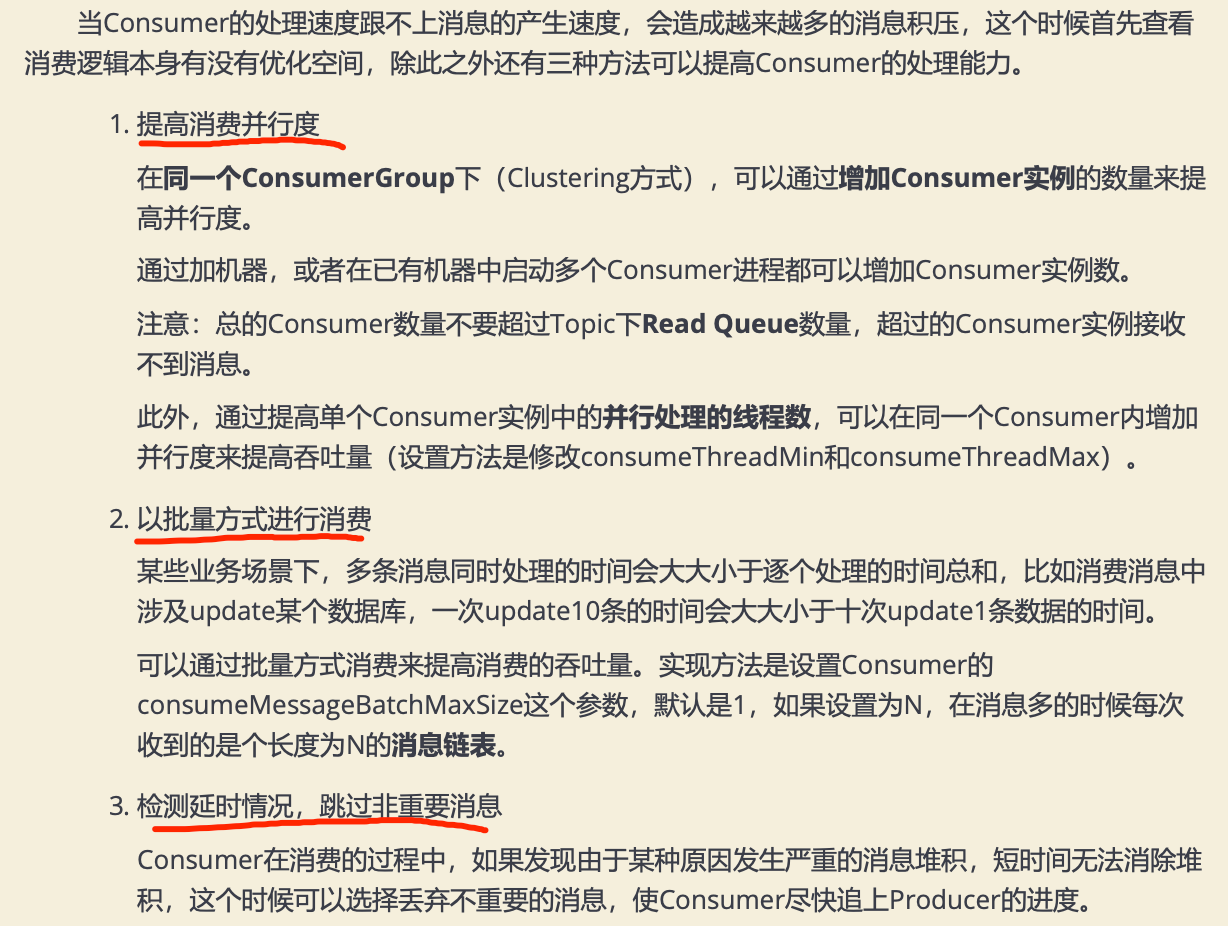 当Consumer的处理速度跟不上消息的产生速度，会造成越来越多的消息积压，这个时候首先查看
消费逻辑本身有没有优化空间，除此之外还有三种方法可以提高Consumer的处理能力。
1. 提高消费并行度
在同一个ConsumerGroup下（Clustering方式），可以通过增加Consumer实例的数量来提
高并行度。
通过加机器，或者在已有机器中启动多个Consumer进程都可以增加Consumer实例数。
注意：总的Consumer数量不要超过Topic下Read Queue数量，超过的Consumer实例接收
不到消息。
此外，通过提高单个Consumer实例中的并行处理的线程数，可以在同一个Consumer内增加
并行度来提高吞吐量（设置方法是修改consumeThreadMin和consumeThreadMax）。
2. 以批量方式进行消费
某些业务场景下，多条消息同时处理的时间会大大小于逐个处理的时间总和，比如消费消息中
涉及update某个数据库，一次update10条的时间会大大小于十次update1条数据的时间。
可以通过批量方式消费来提高消费的吞吐量。实现方法是设置Consumer的
consumeMessageBatchMaxSize这个参数，默认是1，如果设置为N，在消息多的时候每次
收到的是个长度为N的消息链表。
3. 检测延时情况，跳过非重要消息
Consumer在消费的过程中，如果发现由于某种原因发生严重的消息堆积，短时间无法消除堆
积，这个时候可以选择丢弃不重要的消息，使Consumer尽快追上Producer的进度。